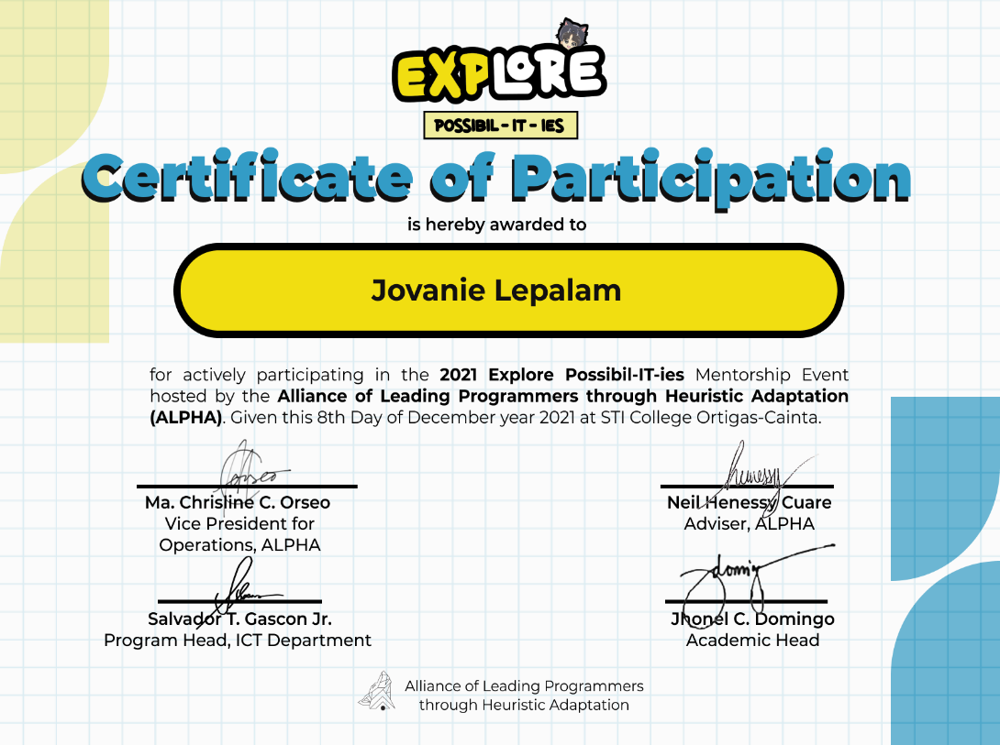 EXPLORE
POSSIBIL-IT-IES
Certificate of Participation
is hereby awarded to
Jovanie Lepalam
for actively participating in the 2021 Explore Possibil-IT-ies Mentorship Event
hosted by the Alliance of Leading Programmers through Heuristic Adaptation
(ALPHA). Given this 8th Day of December year 2021 at STI College Ortigas-Cainta.
Ma. Chrisline C. Orseo
Vice President for
Operations, ALPHA
Neil Henessy Cuare
Adviser, ALPHA
Salvador T. Gascon Jr.
Program Head, ICT Department
Jhonel C. Domingo
Academic Head
Alliance of Leading Programmers
through Heuristic Adaptation